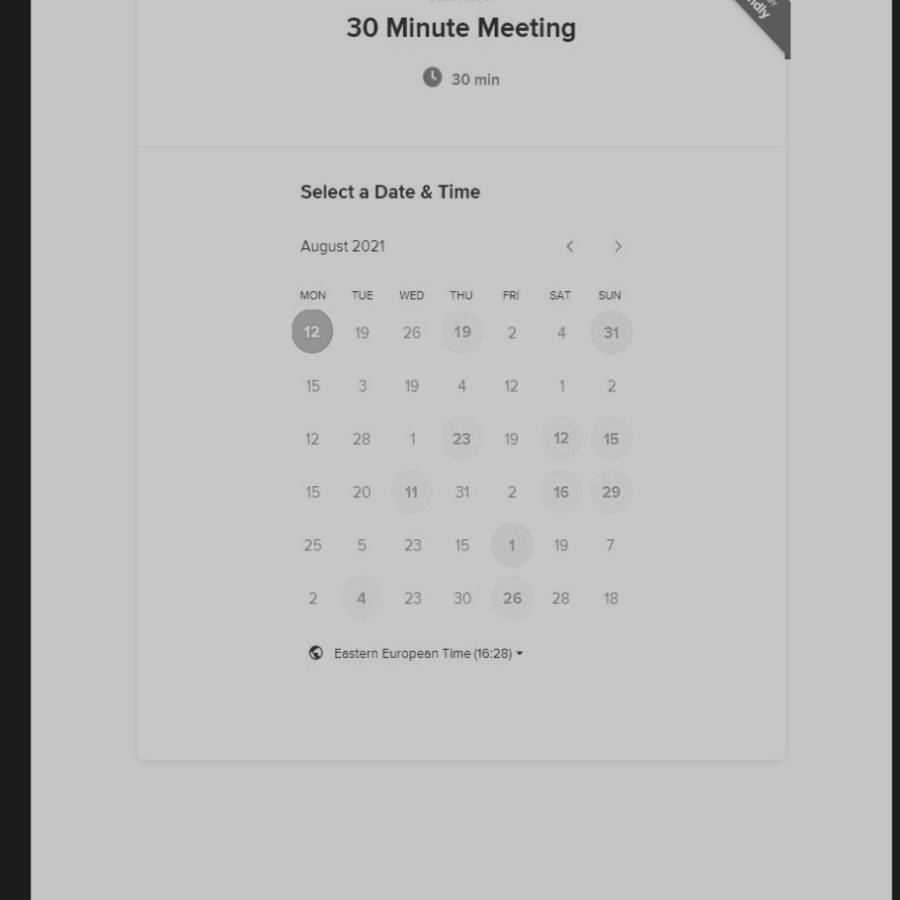 30 Minute Meeting
30 min
Select a Date & Time
August 2021
MON TUE WED THU FRI SAT SUN
12 19 26 19 2 4 31
15 3 19 4 12 1 2
12 28 1 23 19 12 15
15 20 11 31 2 16 29
25 5 23 15 1 19 7
2 4 23 30 26 28 18
Eastern European Time (16:28)